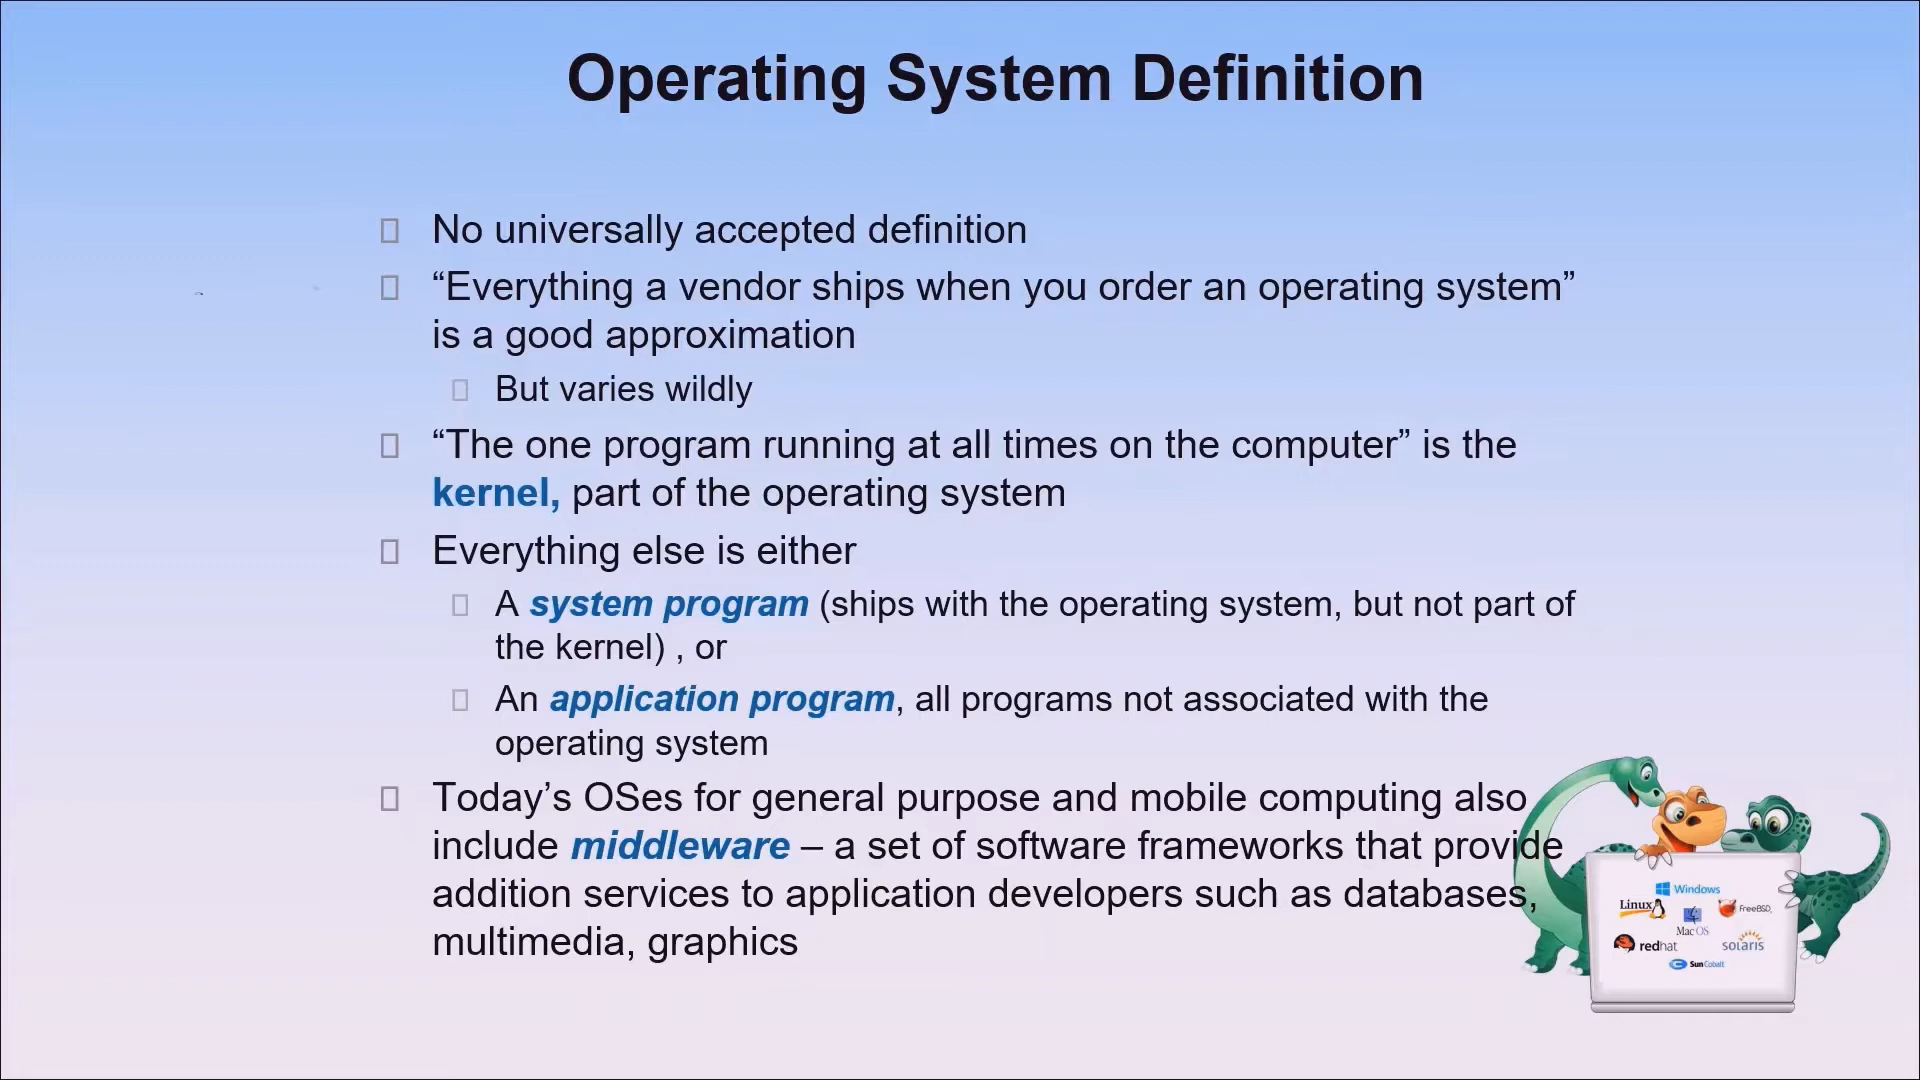 Operating System Definition
No universally accepted definition
“Everything a vendor ships when you order an operating system”
is a good approximation
But varies wildly
“The one program running at all times on the computer” is the
kernel, part of the operating system
Everything else is either
A system program (ships with the operating system, but not part of
the kernel) , or
An application program, all programs not associated with the
operating system
Today’s OSes for general purpose and mobile computing also
include middleware – a set of software frameworks that provide
addition services to application developers such as databases,
multimedia, graphics
Windows
Linux
FreeBSD
Mac OS
redhat
solaris
Sun Cobalt